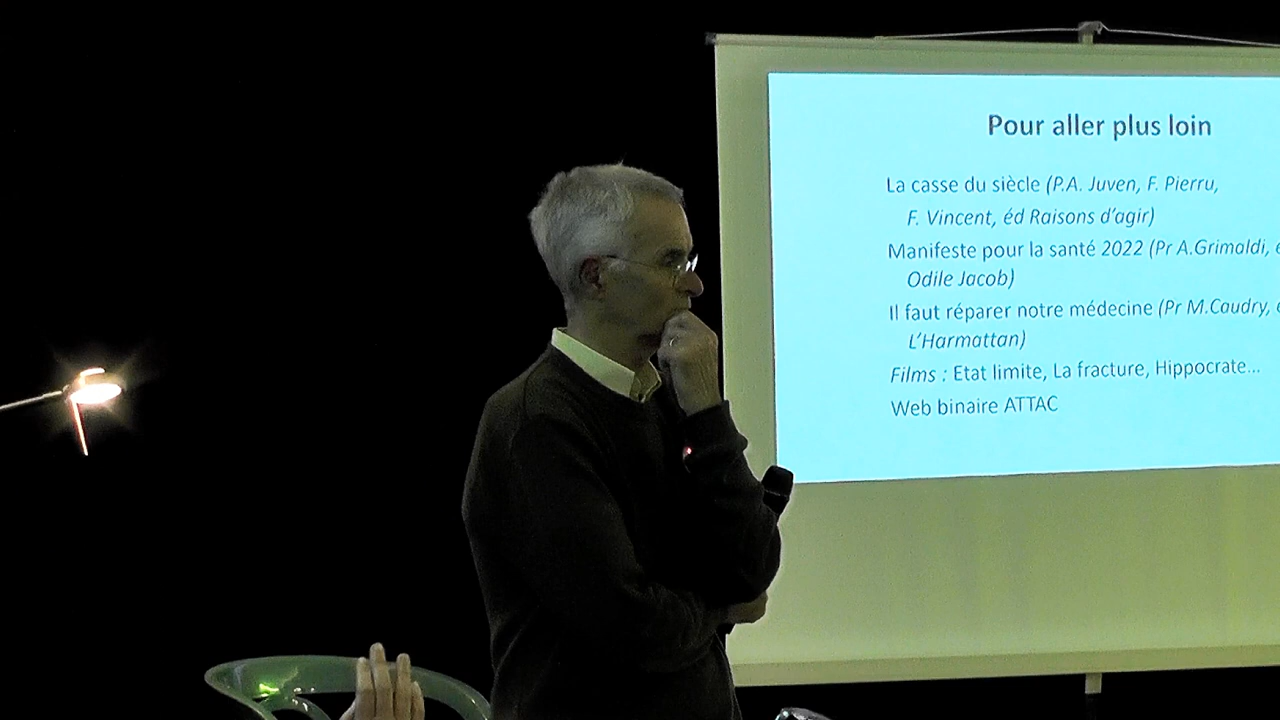 Pour aller plus loin
La casse du siècle (P.A. Juven, F. Pierru,
F. Vincent, éd Raisons d'agir)
Manifeste pour la santé 2022 (Pr A.Grimaldi, é
Odile Jacob)
Il faut réparer notre médecine (Pr M.Caudry, é
L'Harmattan)
Films : Etat limite, La fracture, Hippocrate...
Web binaire ATTAC